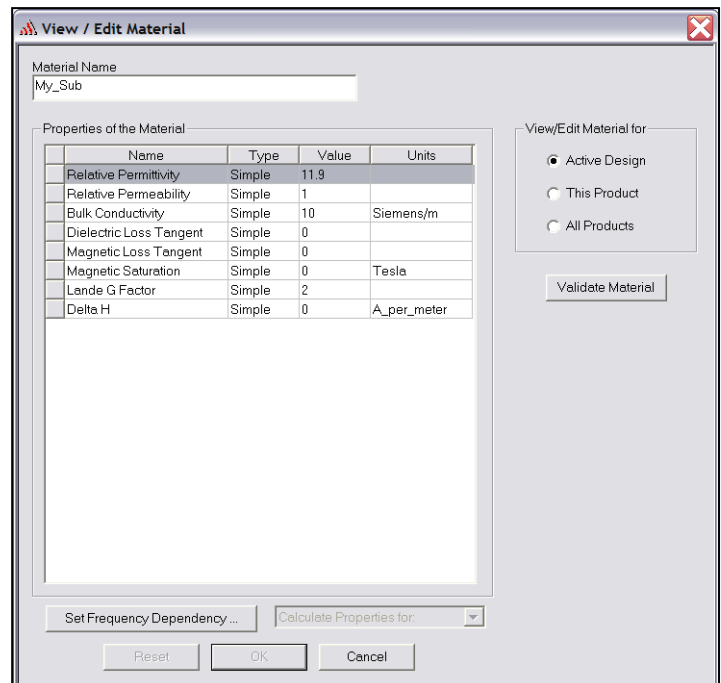 View / Edit Material
Material Name
My_Sub
Properties of the Material
Name Type Value Units
Relative Permittivity Simple 11.9
Relative Permeability Simple 1
Bulk Conductivity Simple 10 Siemens/m
Dielectric Loss Tangent Simple 0
Magnetic Loss Tangent Simple 0
Magnetic Saturation Simple 0 Tesla
Lande G Factor Simple 2
Delta H Simple 0 A_per_meter
View/Edit Material for
Active Design
This Product
All Products
Validate Material
Set Frequency Dependency ...
Calculate Properties for:
Reset OK Cancel